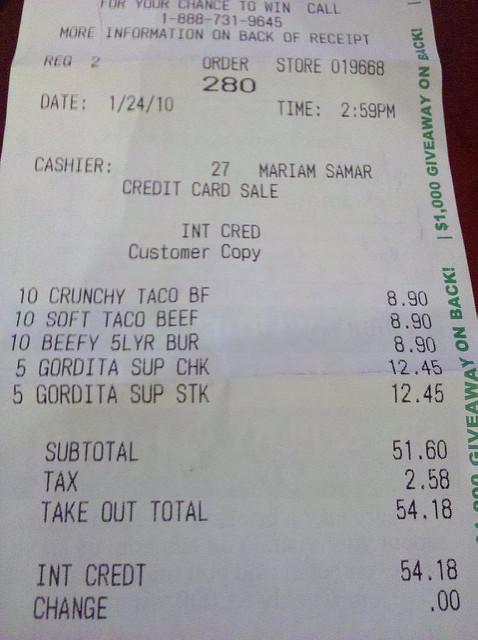 FOR YOUR CHANCE TO WIN CALL
1-888-731-9645
MORE INFORMATION ON BACK OF RECEIPT
REG 2 ORDER STORE 019668
280
DATE: 1/24/10 TIME: 2:59PM
CASHIER: 27 MARIAM SAMAR
CREDIT CARD SALE
INT CRED
Customer Copy
10 CRUNCHY TACO BF 8.90
10 SOFT TACO BEEF 8.90
10 BEEFY 5LYR BUR 8.90
5 GORDITA SUP CHK 12.45
5 GORDITA SUP STK 12.45
SUBTOTAL 51.60
TAX 2.58
TAKE OUT TOTAL 54.18
INT CREDT 54.18
CHANGE .00
| $1,000 GIVEAWAY ON BACK!
GIVEAWAY ON BACK!